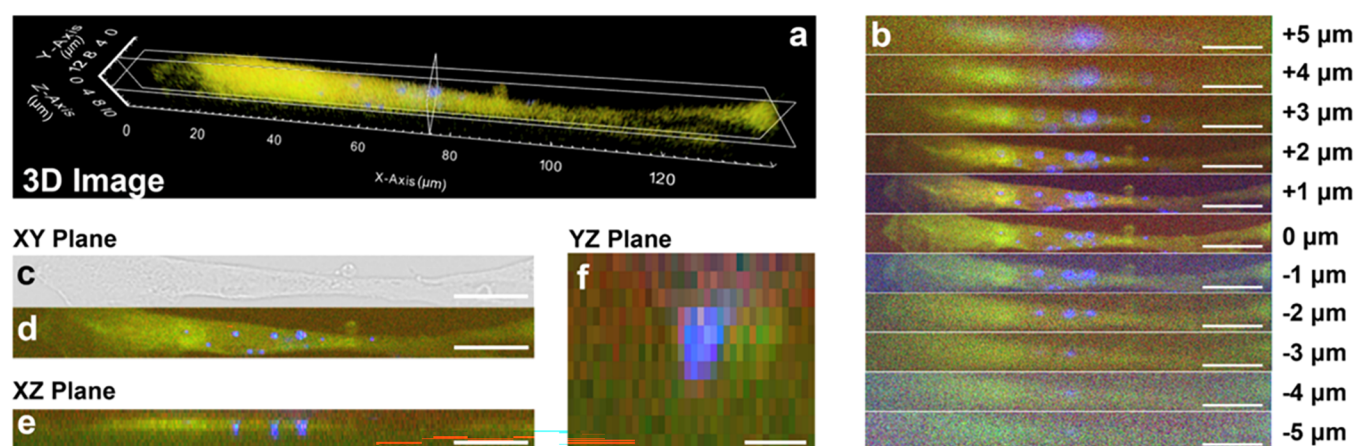 a
Y-Axis
(µm)
0 4 8 12
Z-Axis
(µm)
0 4 8 10
0 20 40 60 80 100 120
X-Axis (µm)
3D Image
b
+5 µm
+4 µm
+3 µm
+2 µm
+1 µm
0 µm
-1 µm
-2 µm
-3 µm
-4 µm
-5 µm
XY Plane
c
d
XZ Plane
e
YZ Plane
f